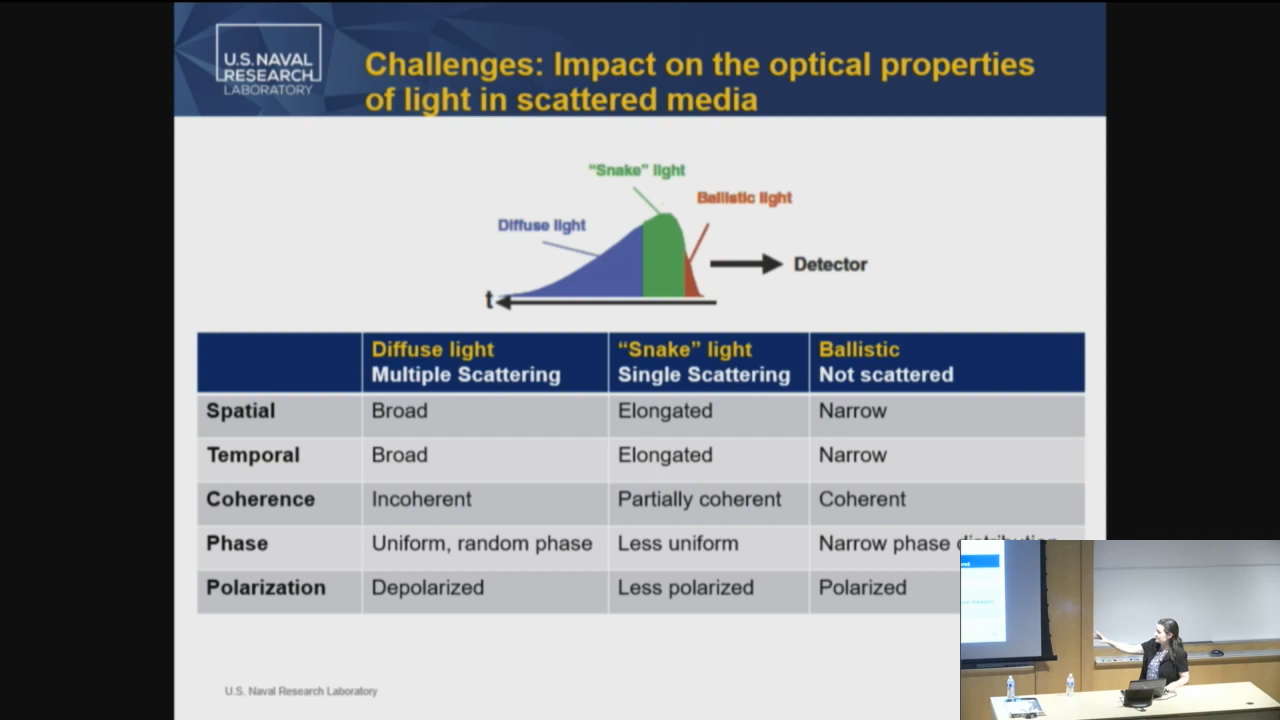 U.S. NAVAL
RESEARCH
LABORATORY
Challenges: Impact on the optical properties
of light in scattered media
"Snake" light
Ballistic light
Diffuse light
Detector
t
Diffuse light "Snake" light Ballistic
Multiple Scattering Single Scattering Not scattered
Spatial Broad Elongated Narrow
Temporal Broad Elongated Narrow
Coherence Incoherent Partially coherent Coherent
Phase Uniform, random phase Less uniform Narrow phase distribution
Polarization Depolarized Less polarized Polarized
U.S. Naval Research Laboratory